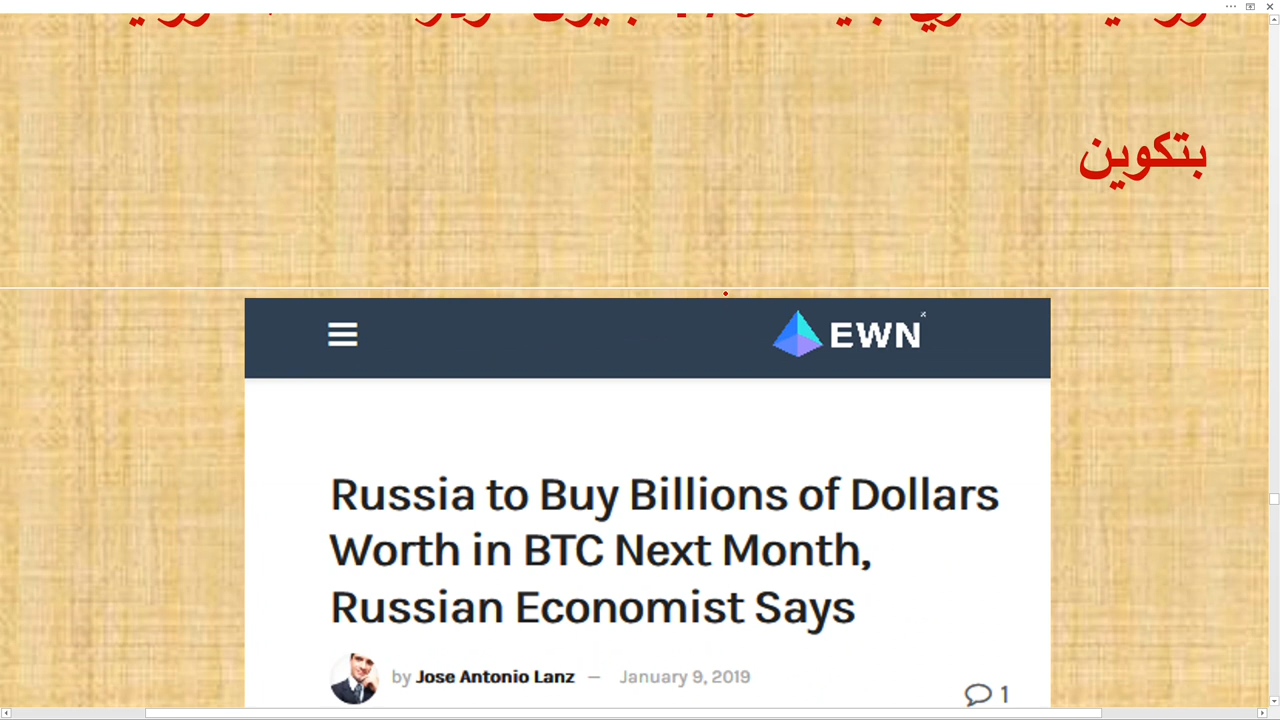 بتكوين
EWN
Russia to Buy Billions of Dollars
Worth in BTC Next Month,
Russian Economist Says
by Jose Antonio Lanz — January 9, 2019
1